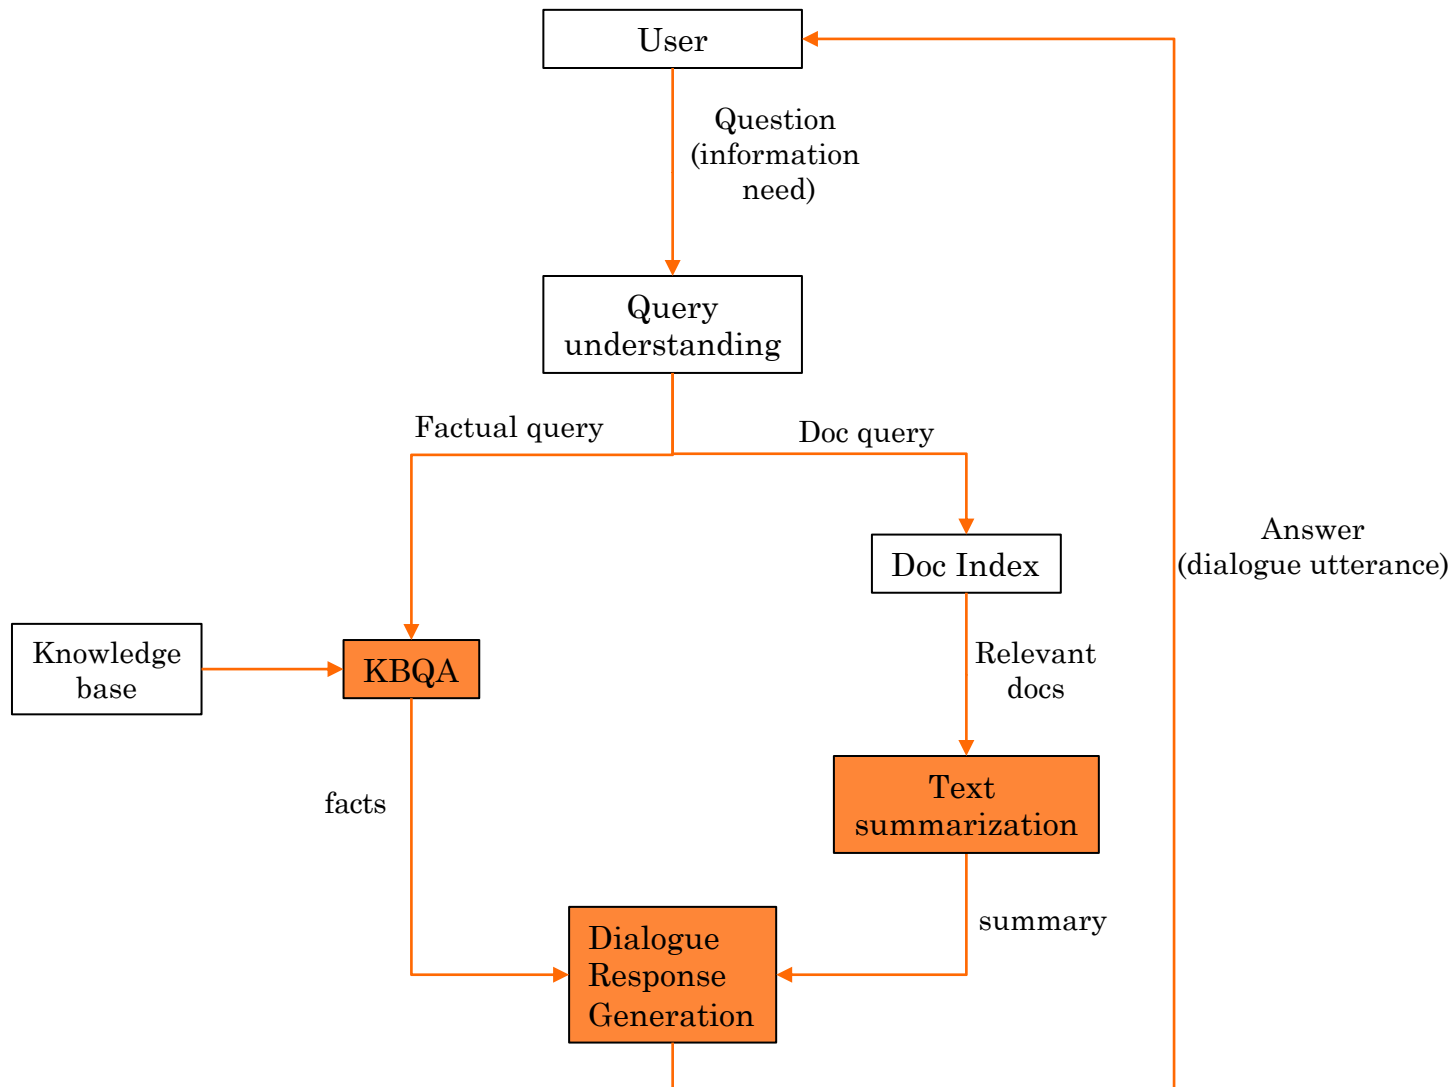 User
Question
(information
need)
Query
understanding
Factual query
Doc query
Doc Index
Answer
(dialogue utterance)
Knowledge
base
KBQA
Relevant
docs
facts
Text
summarization
summary
Dialogue
Response
Generation